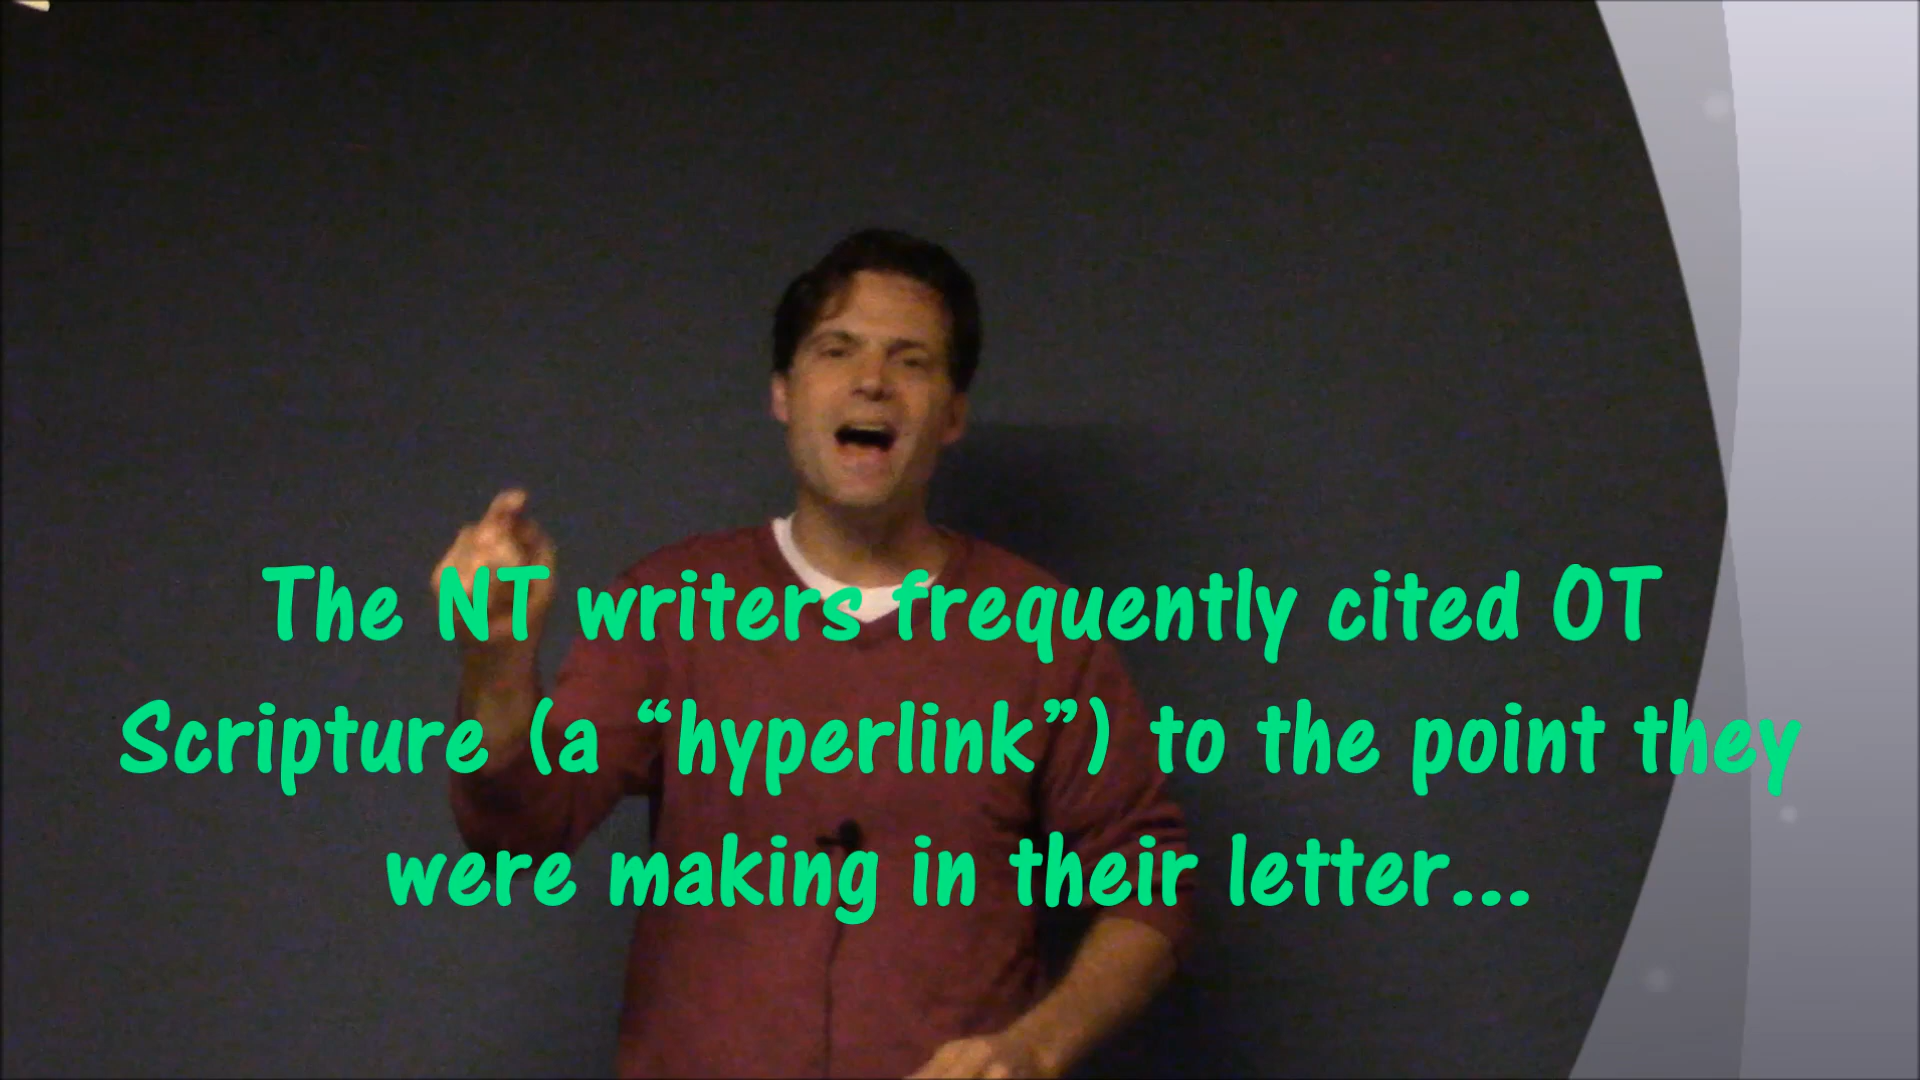 The NT writers frequently cited OT
Scripture (a “hyperlink”) to the point they
were making in their letter...